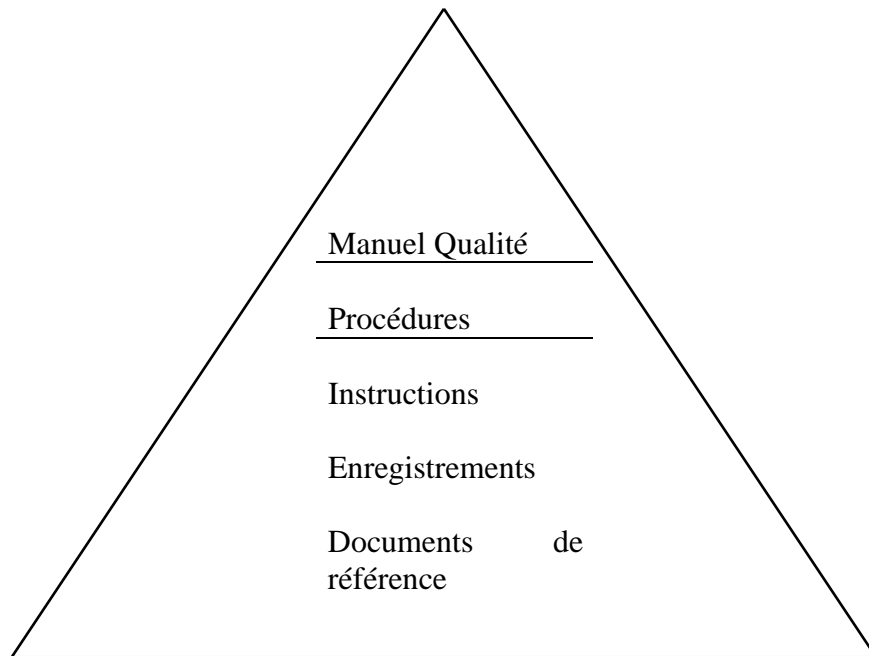 Manuel Qualité
Procédures
Instructions
Enregistrements
Documents de
référence